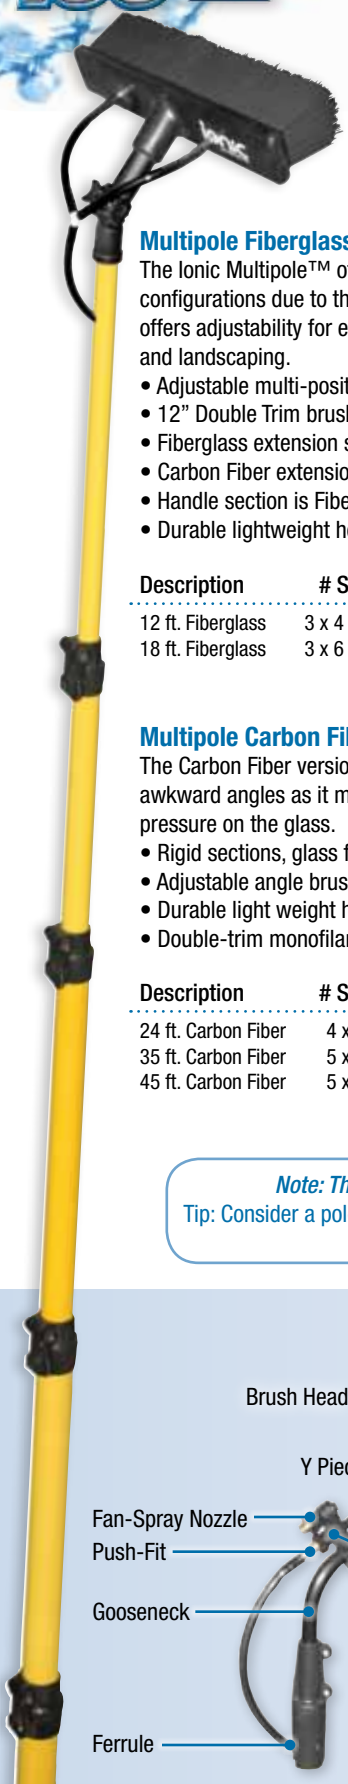 IONIC
Multipole Fiberglass
The Ionic Multipole™ o
configurations due to th
offers adjustability for e
and landscaping.
• Adjustable multi-posit
• 12” Double Trim brush
• Fiberglass extension s
• Carbon Fiber extensio
• Handle section is Fibe
• Durable lightweight h
Description # S
12 ft. Fiberglass 3 x 4
18 ft. Fiberglass 3 x 6
Multipole Carbon Fi
The Carbon Fiber versio
awkward angles as it m
pressure on the glass.
• Rigid sections, glass f
• Adjustable angle brus
• Durable light weight h
• Double-trim monofilar
Description # S
24 ft. Carbon Fiber 4 x
35 ft. Carbon Fiber 5 x
45 ft. Carbon Fiber 5 x
Note: Th
Tip: Consider a pol
Brush Head
Y Piec
Fan-Spray Nozzle
Push-Fit
Gooseneck
Ferrule